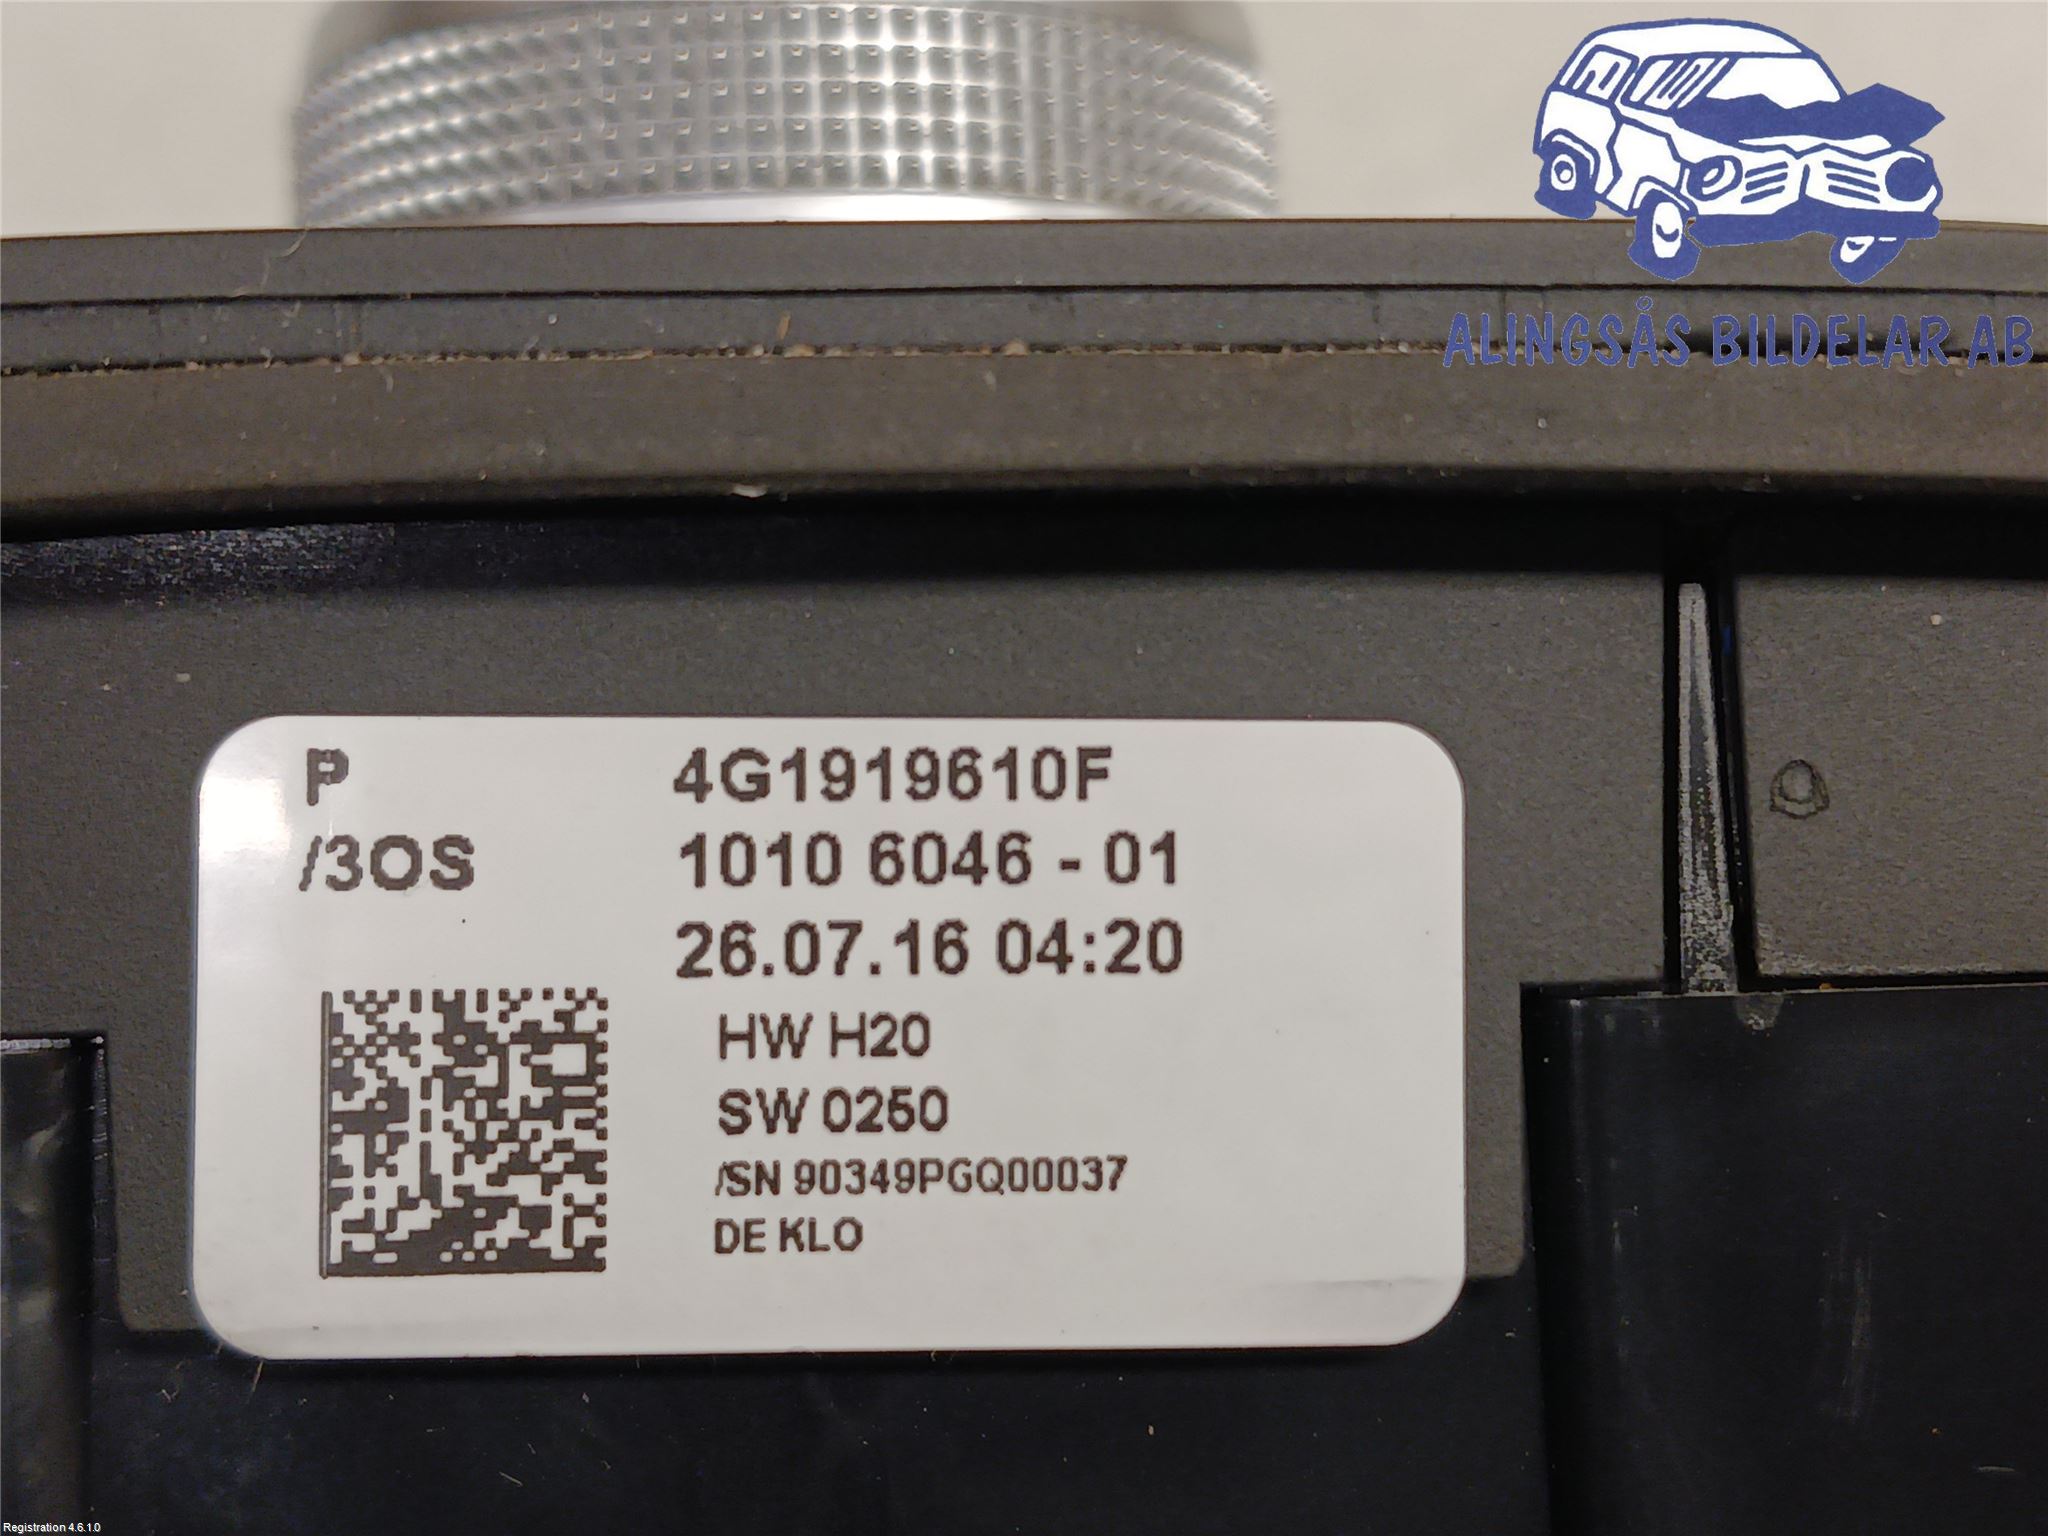 ALINGSÅS BILDELAR AB
P 4G1919610F
/3OS 1010 6046 - 01
26.07.16 04:20
HW H20
SW 0250
/SN 90349PGQ00037
DE KLO
Registration 4.6.1.0